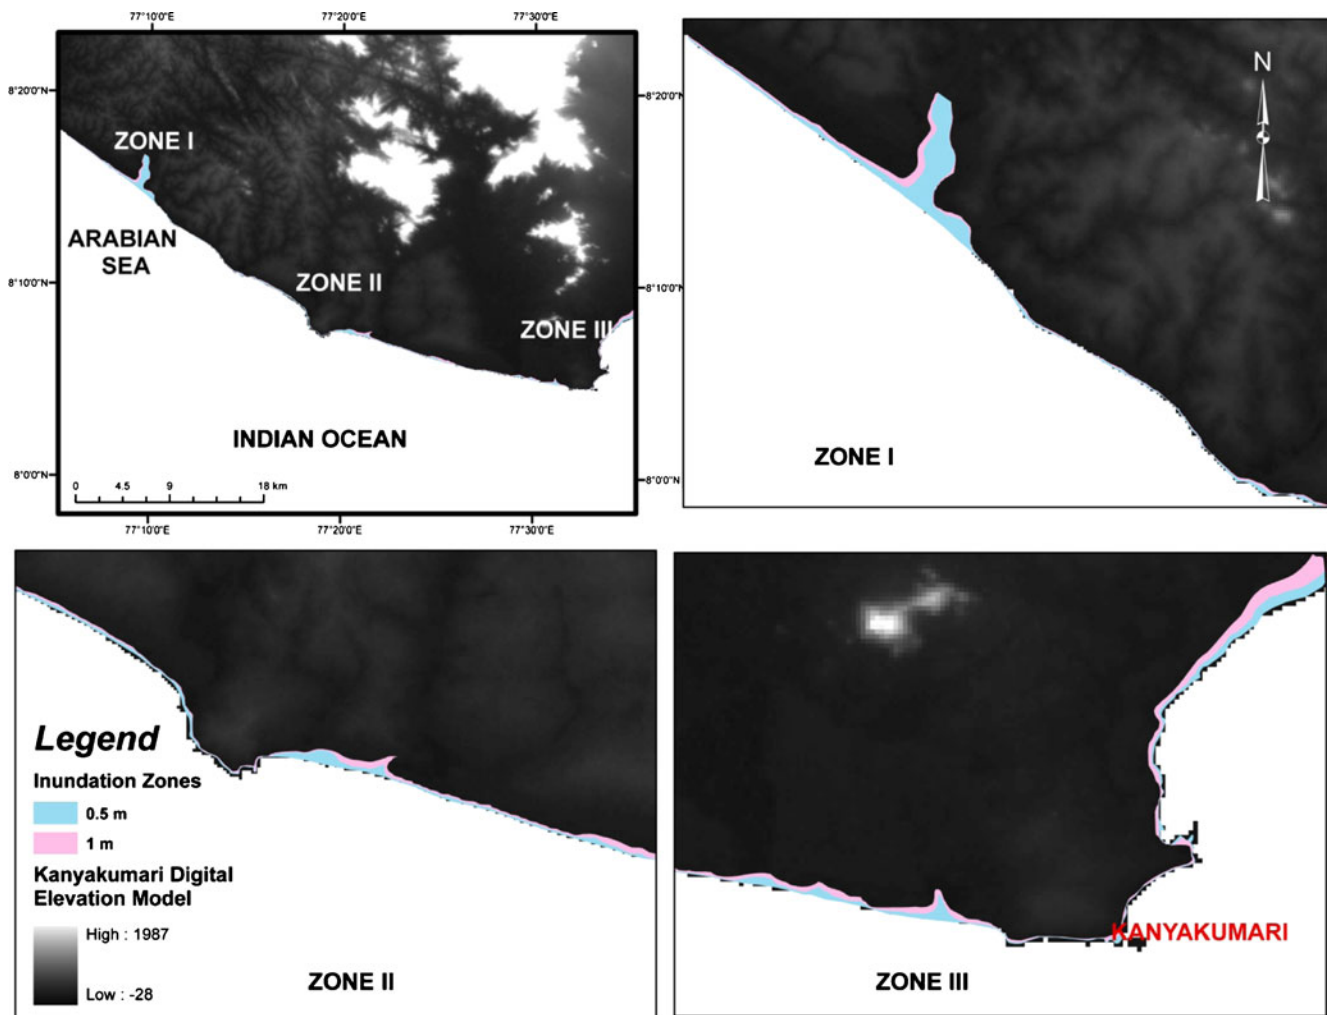 77°10'0"E
77°20'0"E
77°30'0"E
8°20'0"N
8°20'0"N
ZONE I
ARABIAN
SEA
8°10'0"N
ZONE II
8°10'0"N
ZONE III
INDIAN OCEAN
8°0'0"N
8°0'0"N
0 4.5 9 18 km
77°10'0"E
77°20'0"E
77°30'0"E
N
ZONE I
Legend
Inundation Zones
0.5 m
1 m
Kanyakumari Digital
Elevation Model
High : 1987
Low : -28
ZONE II
KANYAKUMARI
ZONE III